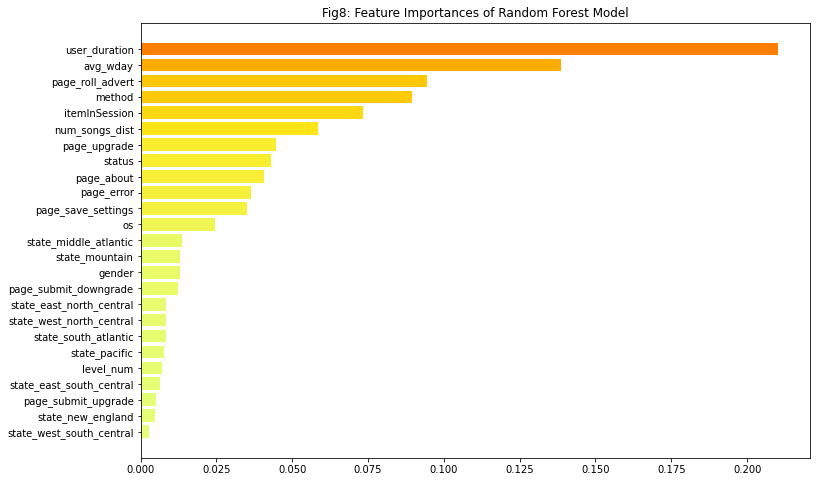 Fig8: Feature Importances of Random Forest Model
user_duration
avg_wday
page_roll_advert
method
itemInSession
num_songs_dist
page_upgrade
status
page_about
page_error
page_save_settings
os
state_middle_atlantic
state_mountain
gender
page_submit_downgrade
state_east_north_central
state_west_north_central
state_south_atlantic
state_pacific
level_num
state_east_south_central
page_submit_upgrade
state_new_england
state_west_south_central
0.000 0.025 0.050 0.075 0.100 0.125 0.150 0.175 0.200